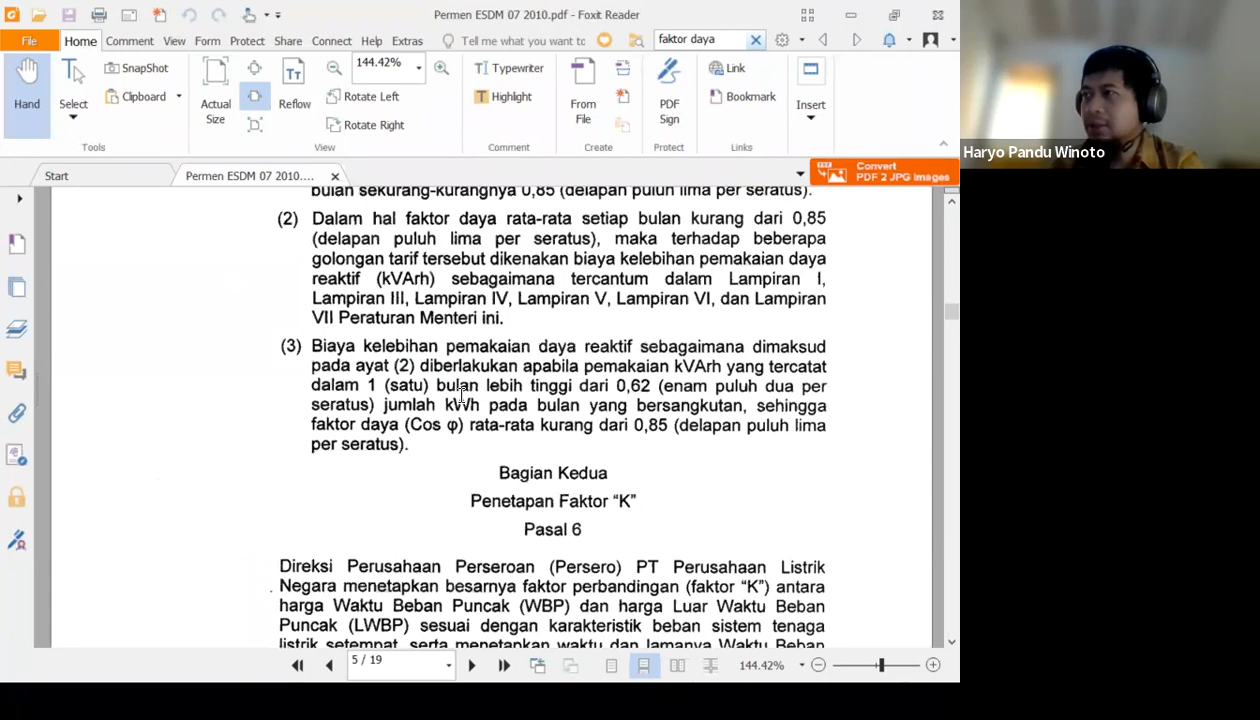 Permen ESDM 07 2010.pdf - Foxit Reader
File Home Comment View Form Protect Share Connect Help Extras Tell me what you want to faktor daya
Hand
Select
SnapShot
Clipboard
Tools
Actual Size
Reflow
144.42%
Rotate Left
Rotate Right
View
Typewriter
Highlight
Comment
From File
Create
PDF Sign
Protect
Link
Bookmark
Links
Insert
Start
Permen ESDM 07 2010....
Convert
PDF 2 JPG Images
Haryo Pandu Winoto
bulan sekurang-kurangnya 0,85 (delapan puluh lima per seratus).
(2) Dalam hal faktor daya rata-rata setiap bulan kurang dari 0,85
(delapan puluh lima per seratus), maka terhadap beberapa
golongan tarif tersebut dikenakan biaya kelebihan pemakaian daya
reaktif (kVArh) sebagaimana tercantum dalam Lampiran I,
Lampiran III, Lampiran IV, Lampiran V, Lampiran VI, dan Lampiran
VII Peraturan Menteri ini.
(3) Biaya kelebihan pemakaian daya reaktif sebagaimana dimaksud
pada ayat (2) diberlakukan apabila pemakaian kVArh yang tercatat
dalam 1 (satu) bulan lebih tinggi dari 0,62 (enam puluh dua per
seratus) jumlah kWh pada bulan yang bersangkutan, sehingga
faktor daya (Cos φ) rata-rata kurang dari 0,85 (delapan puluh lima
per seratus).
Bagian Kedua
Penetapan Faktor “K”
Pasal 6
Direksi Perusahaan Perseroan (Persero) PT Perusahaan Listrik
Negara menetapkan besarnya faktor perbandingan (faktor “K”) antara
harga Waktu Beban Puncak (WBP) dan harga Luar Waktu Beban
Puncak (LWBP) sesuai dengan karakteristik beban sistem tenaga
listrik setempat, serta menetapkan waktu dan lamanya Waktu Beban
5 / 19
144.42%